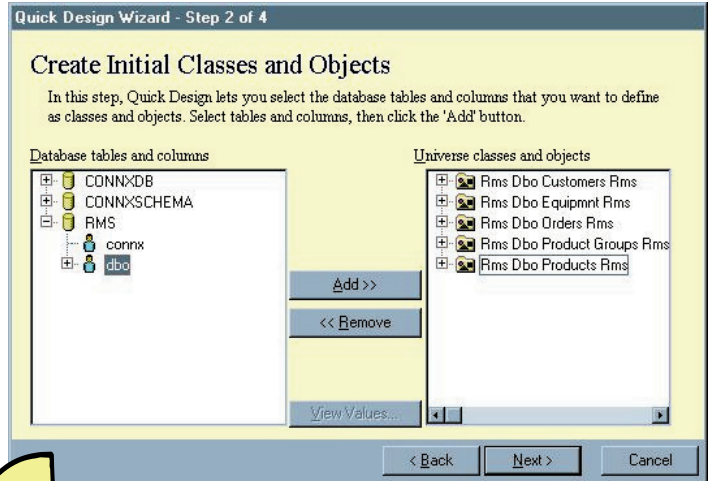 Quick Design Wizard - Step 2 of 4
Create Initial Classes and Objects
In this step, Quick Design lets you select the database tables and columns that you want to define
as classes and objects. Select tables and columns, then click the 'Add' button.
Database tables and columns
CONNXDB
CONNXSCHEMA
RMS
connx
dbo
Add >>
<< Remove
View Values...
Universe classes and objects
Rms Dbo Customers Rms
Rms Dbo Equipmnt Rms
Rms Dbo Orders Rms
Rms Dbo Product Groups Rms
Rms Dbo Products Rms
< Back
Next >
Cancel